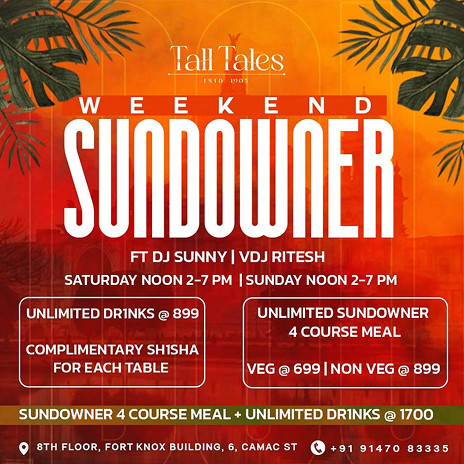 Tall Tales
ESTD 1905
WEEKEND
SUNDOWNER
FT DJ SUNNY | VDJ RITESH
SATURDAY NOON 2-7 PM | SUNDAY NOON 2-7 PM
UNLIMITED DR1NKS @ 899
COMPLIMENTARY SH1SHA
FOR EACH TABLE
UNLIMITED SUNDOWNER
4 COURSE MEAL
VEG @ 699 | NON VEG @ 899
SUNDOWNER 4 COURSE MEAL + UNLIMITED DR1NKS @ 1700
8TH FLOOR, FORT KNOX BUILDING, 6, CAMAC ST
+91 91470 83335